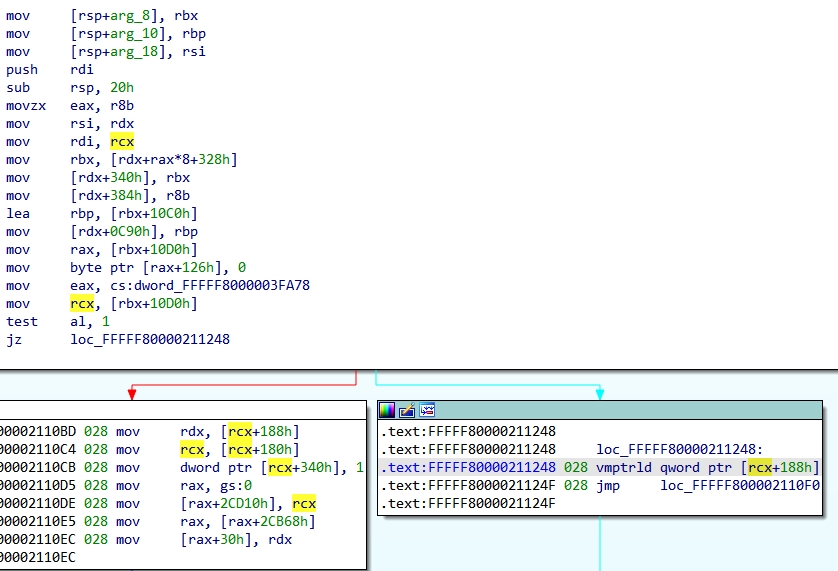 mov [rsp+arg_8], rbx
mov [rsp+arg_10], rbp
mov [rsp+arg_18], rsi
push rdi
sub rsp, 20h
movzx eax, r8b
mov rsi, rdx
mov rdi, rcx
mov rbx, [rdx+rax*8+328h]
mov [rdx+340h], rbx
mov [rdx+384h], r8b
lea rbp, [rbx+10C0h]
mov [rdx+0C90h], rbp
mov rax, [rbx+10D0h]
mov byte ptr [rax+126h], 0
mov eax, cs:dword_FFFFF8000003FA78
mov rcx, [rbx+10D0h]
test al, 1
jz loc_FFFFF80000211248
00002110BD 028 mov rdx, [rcx+188h]
00002110C4 028 mov rcx, [rcx+180h]
00002110CB 028 mov dword ptr [rcx+340h], 1
00002110D5 028 mov rax, gs:0
00002110DE 028 mov [rax+2CD10h], rcx
00002110E5 028 mov rax, [rax+2CB68h]
00002110EC 028 mov [rax+30h], rdx
00002110EC
.text:FFFFF80000211248
.text:FFFFF80000211248 loc_FFFFF80000211248:
.text:FFFFF80000211248 028 vmptrld qword ptr [rcx+188h]
.text:FFFFF8000021124F 028 jmp loc_FFFFF800002110F0
.text:FFFFF8000021124F